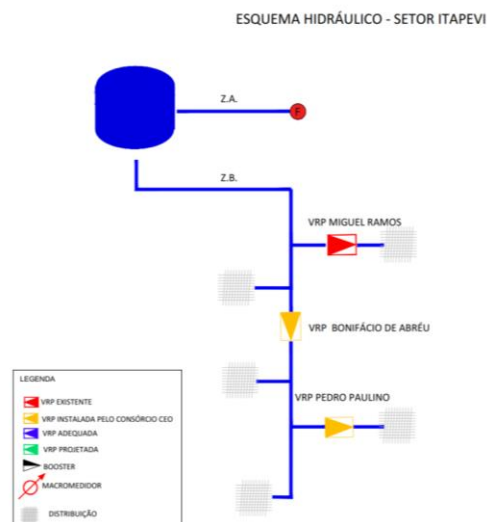 ESQUEMA HIDRÁULICO - SETOR ITAPEVI
Z.A.
F
Z.B.
VRP MIGUEL RAMOS
VRP BONIFÁCIO DE ABRÉU
VRP PEDRO PAULINO
LEGENDA
VRP EXISTENTE
VRP INSTALADA PELO CONSÓRCIO CEO
VRP ADEQUADA
VRP PROJETADA
BOOSTER
MACROMEDIDOR
DISTRIBUIÇÃO